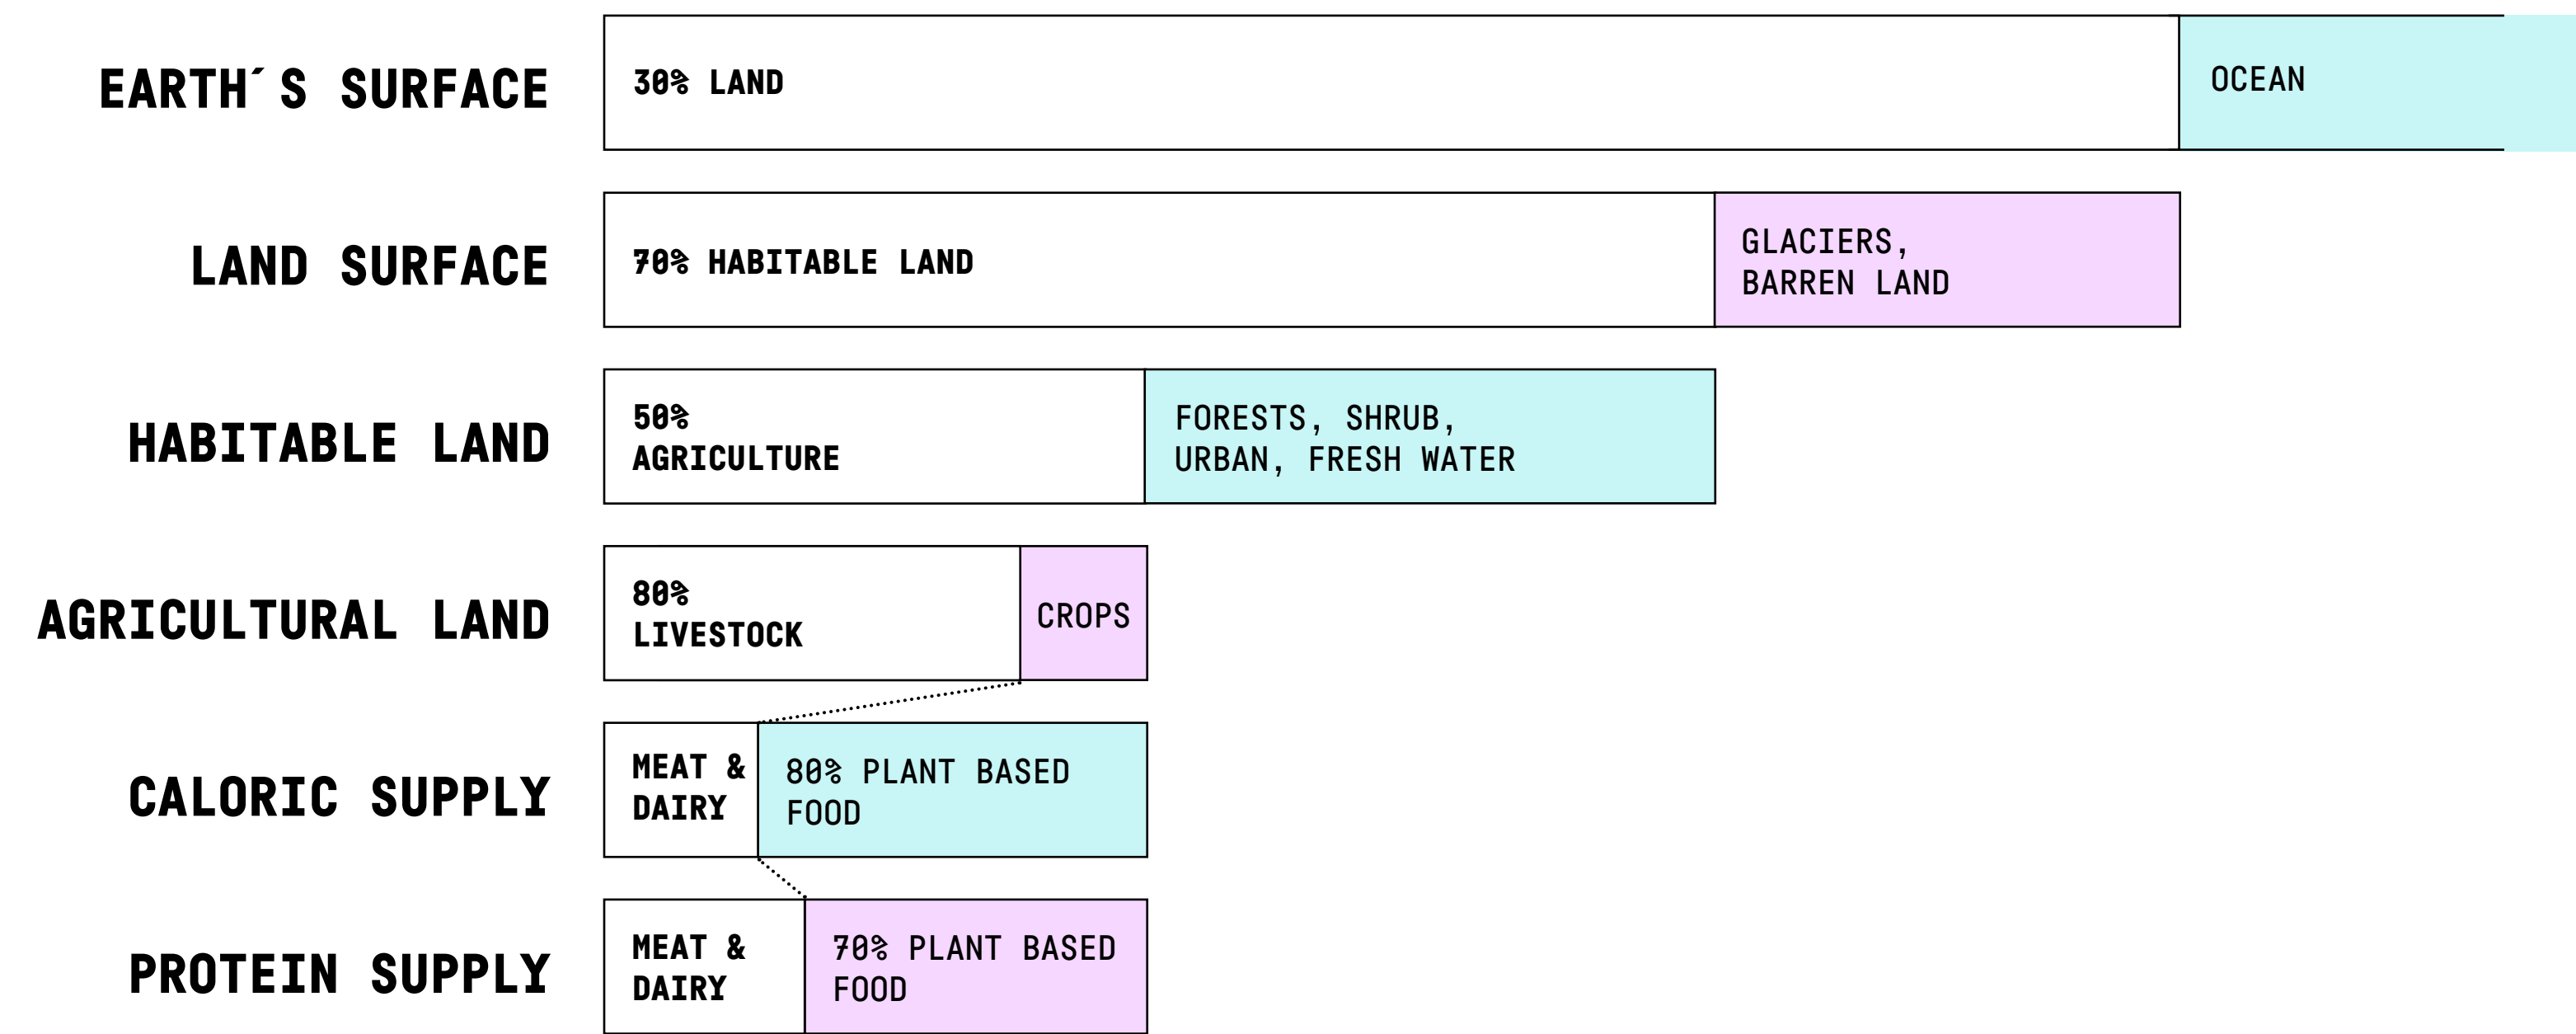 EARTH´S SURFACE
30% LAND
OCEAN
LAND SURFACE
70% HABITABLE LAND
GLACIERS,
BARREN LAND
HABITABLE LAND
50%
AGRICULTURE
FORESTS, SHRUB,
URBAN, FRESH WATER
AGRICULTURAL LAND
80%
LIVESTOCK
CROPS
CALORIC SUPPLY
MEAT &
DAIRY
80% PLANT BASED
FOOD
PROTEIN SUPPLY
MEAT &
DAIRY
70% PLANT BASED
FOOD